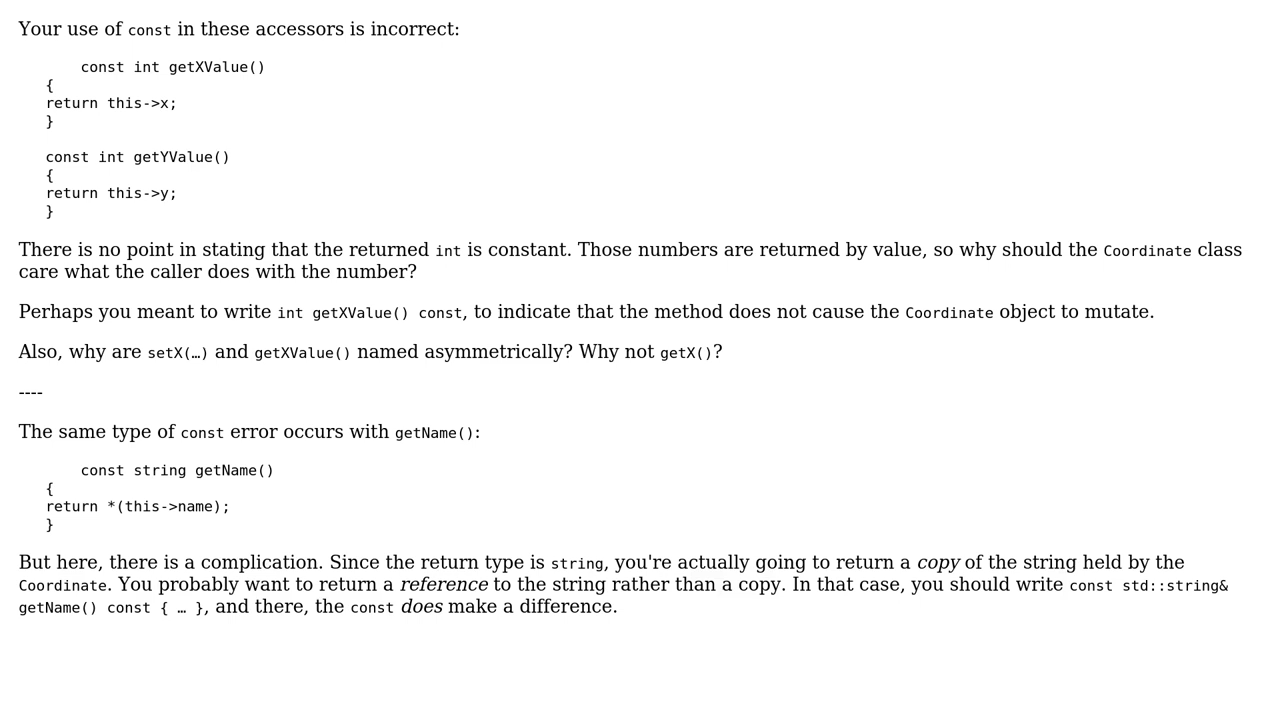 Your use of const in these accessors is incorrect:
const int getXValue()
{
return this->x;
}
const int getYValue()
{
return this->y;
}
There is no point in stating that the returned int is constant. Those numbers are returned by value, so why should the Coordinate class
care what the caller does with the number?
Perhaps you meant to write int getXValue() const, to indicate that the method does not cause the Coordinate object to mutate.
Also, why are setX(…) and getXValue() named asymmetrically? Why not getX()?
----
The same type of const error occurs with getName():
const string getName()
{
return *(this->name);
}
But here, there is a complication. Since the return type is string, you're actually going to return a copy of the string held by the
Coordinate. You probably want to return a reference to the string rather than a copy. In that case, you should write const std::string&
getName() const { … }, and there, the const does make a difference.